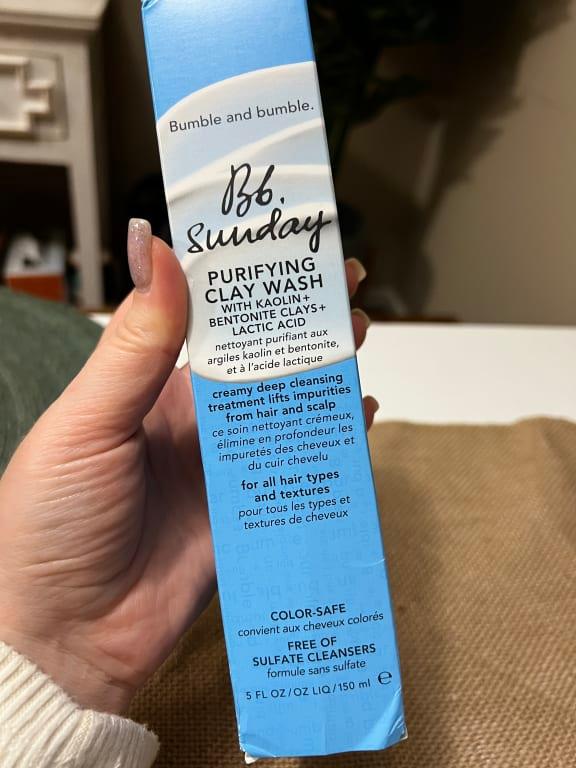 Bumble and bumble.
Bb.
Sunday
PURIFYING
CLAY WASH
WITH KAOLIN+
BENTONITE CLAYS+
LACTIC ACID
nettoyant purifiant aux
argiles kaolin et bentonite,
et à l'acide lactique
creamy deep cleansing
treatment lifts impurities
from hair and scalp
ce soin nettoyant crémeux,
élimine en profondeur les
impuretés des cheveux et
du cuir chevelu
for all hair types
and textures
pour tous les types et
textures de cheveux
COLOR-SAFE
convient aux cheveux colorés
FREE OF
SULFATE CLEANSERS
formule sans sulfate
5 FL OZ/OZ LIQ/150 ml ℮